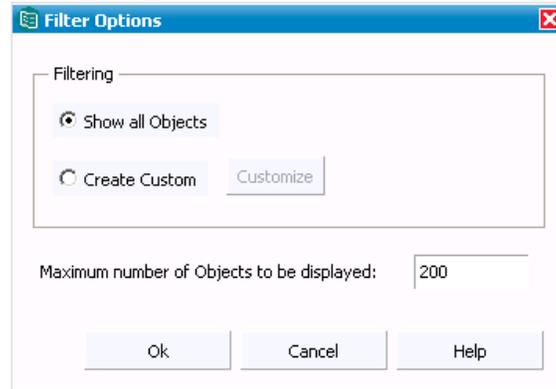 Filter Options
Filtering
Show all Objects
Create Custom Customize
Maximum number of Objects to be displayed: 200
Ok Cancel Help